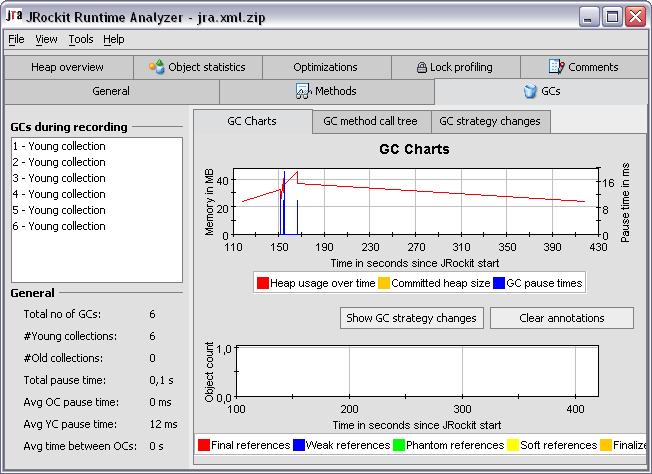 jra JRockit Runtime Analyzer - jra.xml.zip
File View Tools Help
Heap overview Object statistics Optimizations Lock profiling Comments
General Methods GCs
GC Charts GC method call tree GC strategy changes
GCs during recording
1 - Young collection
2 - Young collection
3 - Young collection
4 - Young collection
5 - Young collection
6 - Young collection
General
Total no of GCs: 6
#Young collections: 6
#Old collections: 0
Total pause time: 0,1 s
Avg OC pause time: 0 ms
Avg YC pause time: 12 ms
Avg time between OCs: 0 s
GC Charts
Memory in MB
40
20
0
16
8
0
Pause time in ms
110 150 190 230 270 310 350 390 430
Time in seconds since JRockit start
Heap usage over time Committed heap size GC pause times
Show GC strategy changes Clear annotations
Object count
1,0
0,0
100 200 300 400
Time in seconds since JRockit start
Final references Weak references Phantom references Soft references Finalize